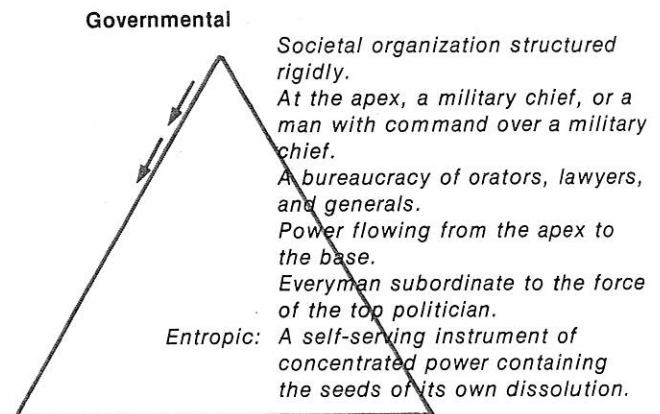 Governmental
Societal organization structured
rigidly.
At the apex, a military chief, or a
man with command over a military
chief.
A bureaucracy of orators, lawyers,
and generals.
Power flowing from the apex to
the base.
Everyman subordinate to the force
of the top politician.
Entropic: A self-serving instrument of
concentrated power containing
the seeds of its own dissolution.